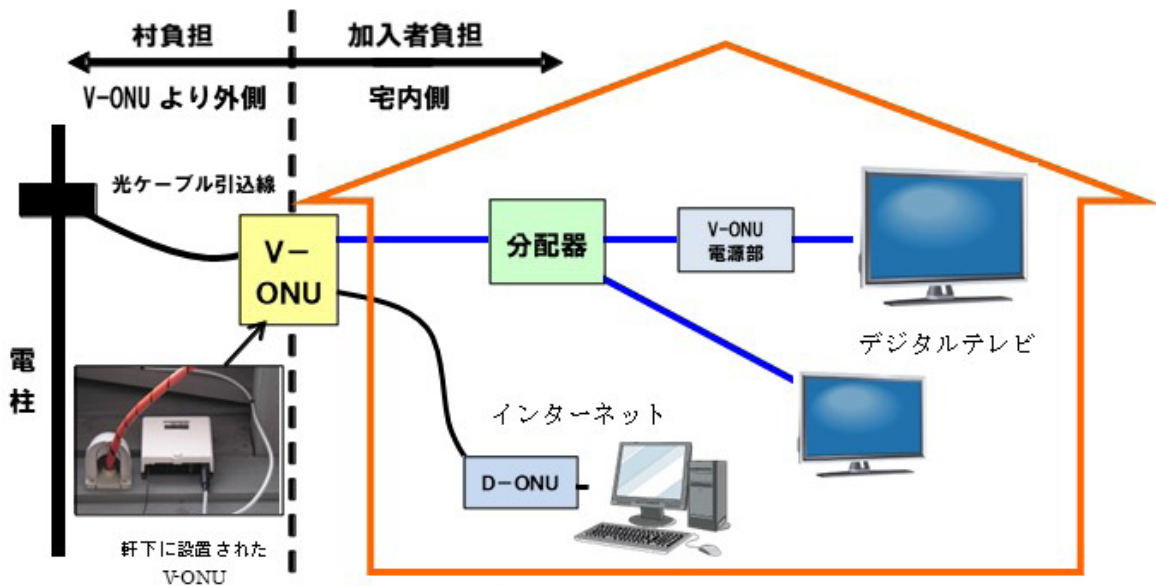 村負担
加入者負担
V-ONUより外側
宅内側
光ケーブル引込線
V-
ONU
分配器
V-ONU
電源部
デジタルテレビ
電
柱
インターネット
D-ONU
軒下に設置された
V-ONU